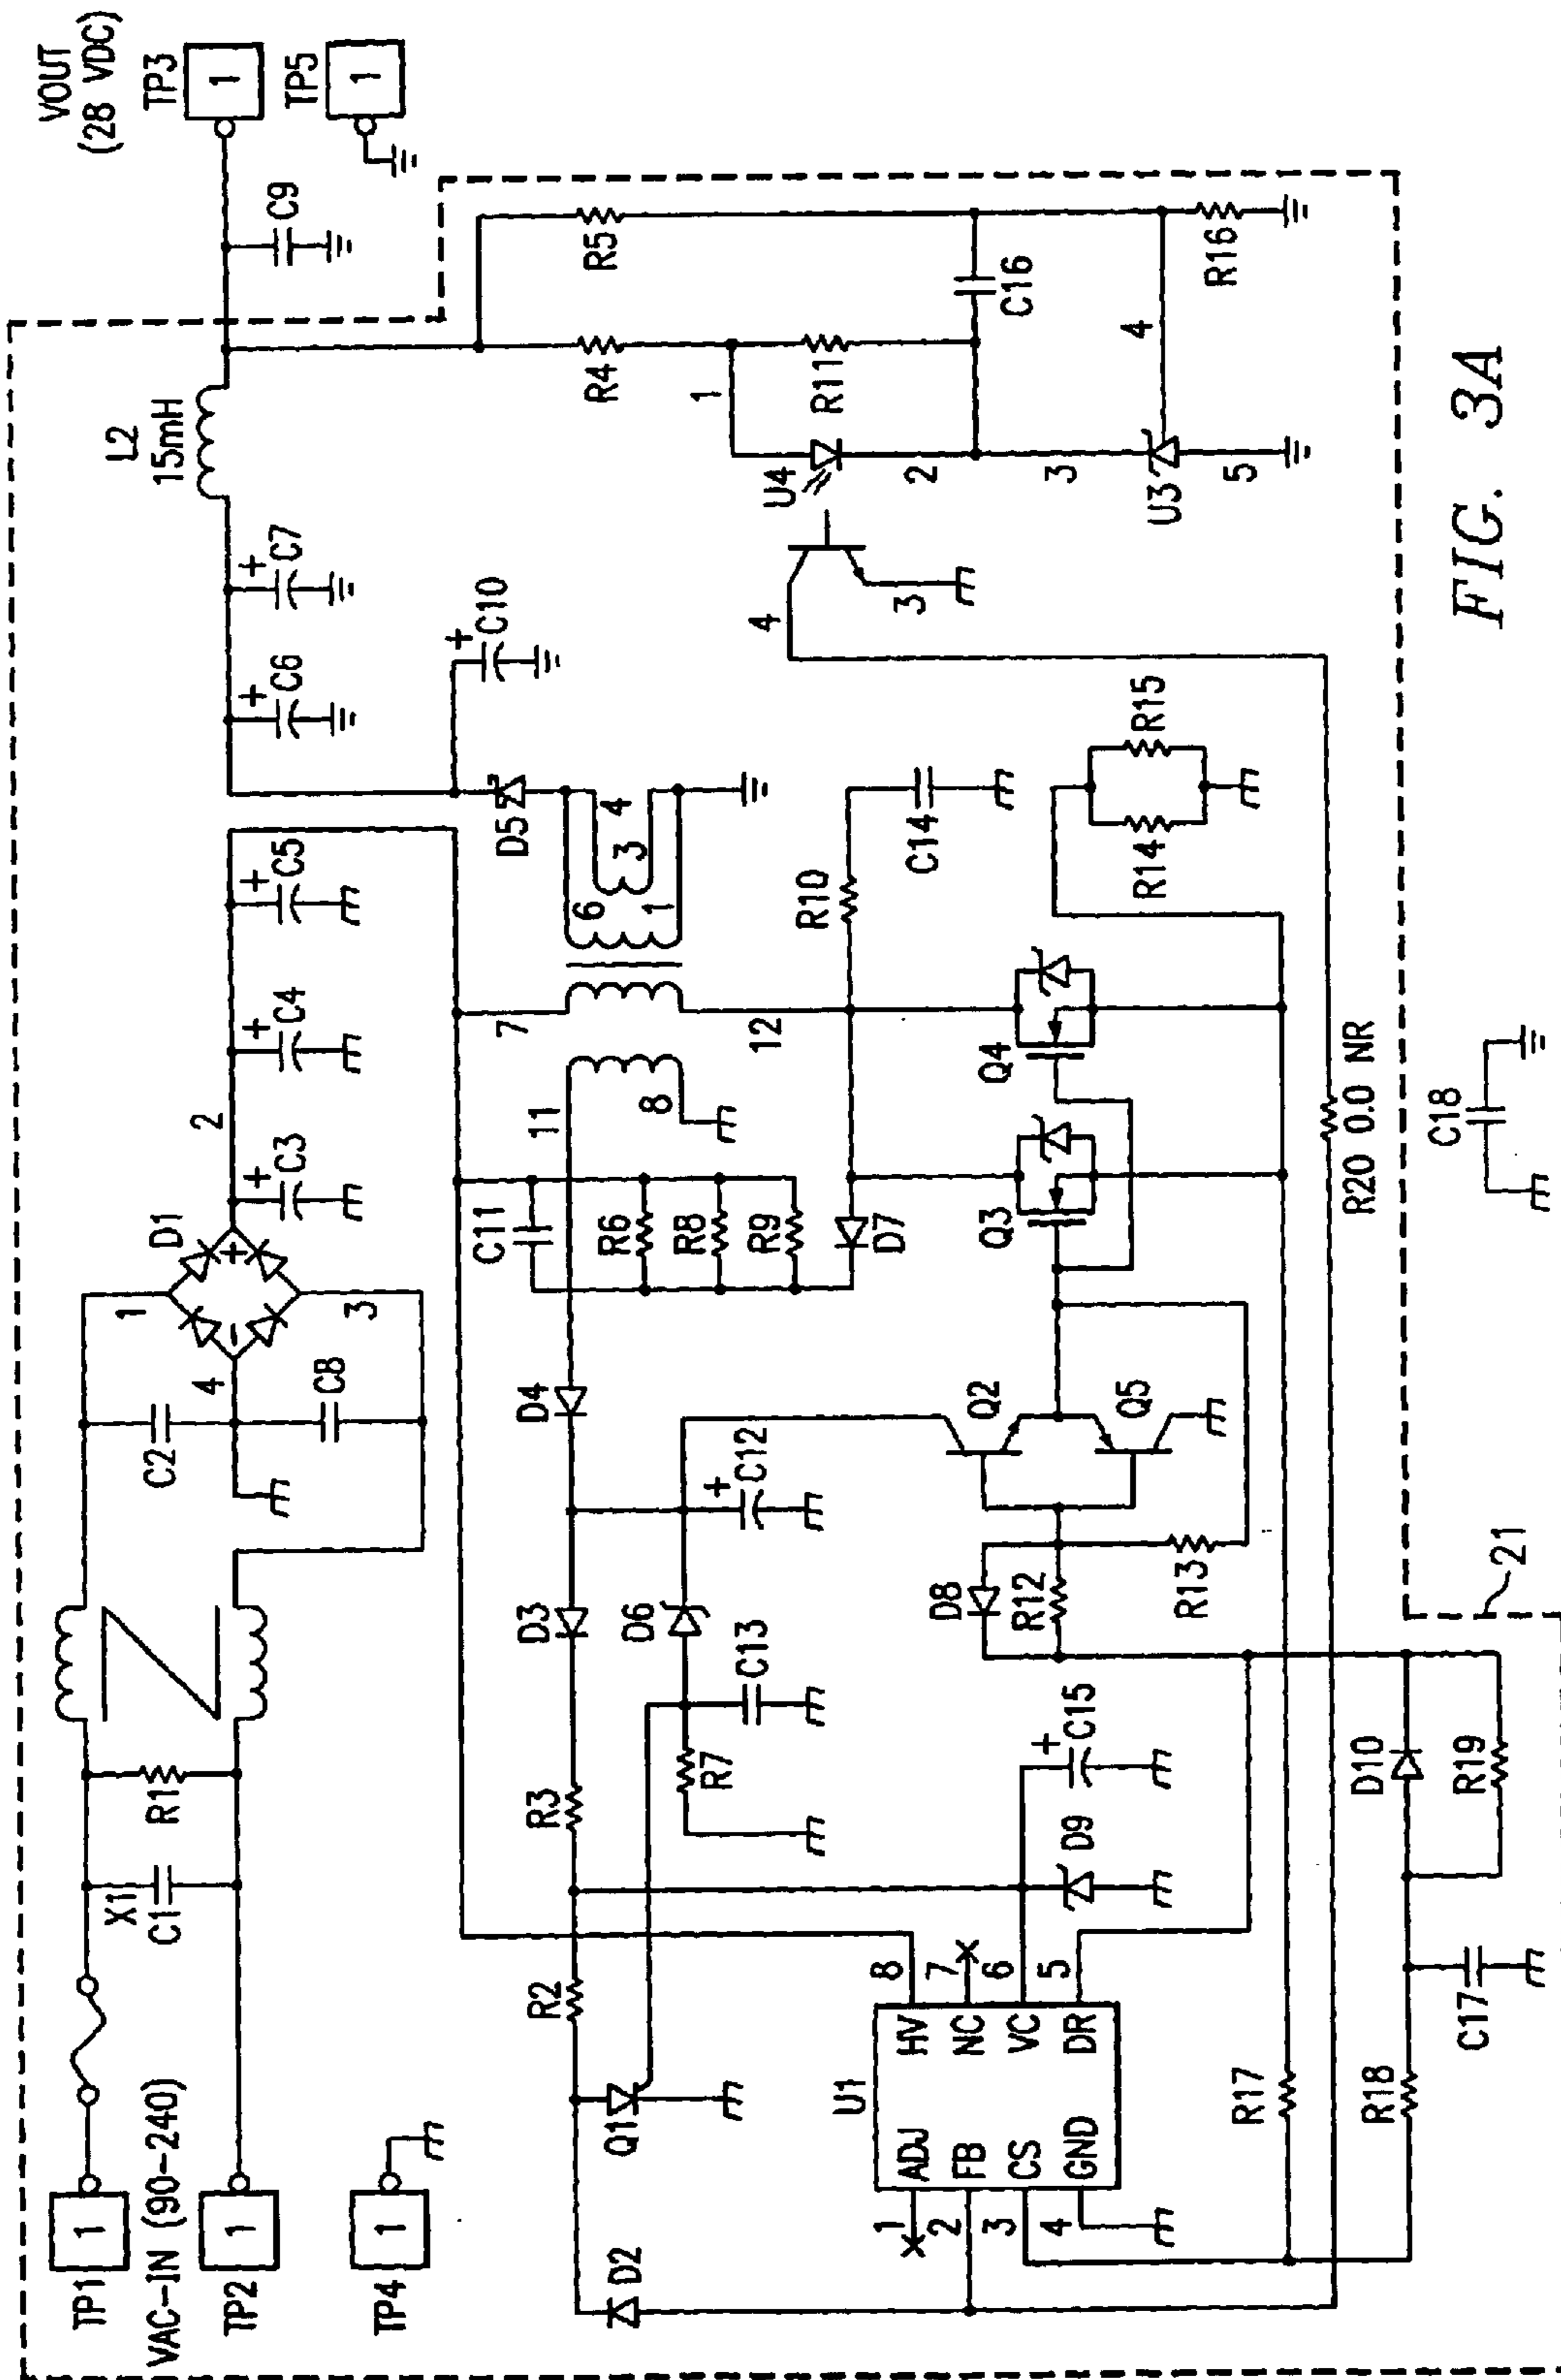 VOUT
(28 VDC)
TP3
1
TP5
1
C9
L2
15mH
C7
+
C6
+
C10
+
R5
R4
R11
1
C16
R16
4
U4
2
3
U3
5
4
3
D1
2
C3
+
C4
+
C5
+
1
3
4
+
-
C2
C8
D5
4
3
6
1
7
12
11
8
R10
C14
R14
R15
C11
R6
R8
R9
D7
Q4
Q3
D4
C12
+
Q2
Q5
D3
D6
C13
D8
R12
R13
R3
R7
C15
+
D9
R2
Q1
D2
U1
ADJ
FB
CS
GND
HV
NC
VC
DR
1
2
3
4
8
7
6
5
R17
R18
C17
D10
R19
21
R20 0.0 NR
C18
X1
C1
R1
TP1
1
VAC-IN (90-240)
TP2
1
TP4
1
FIG. 3A